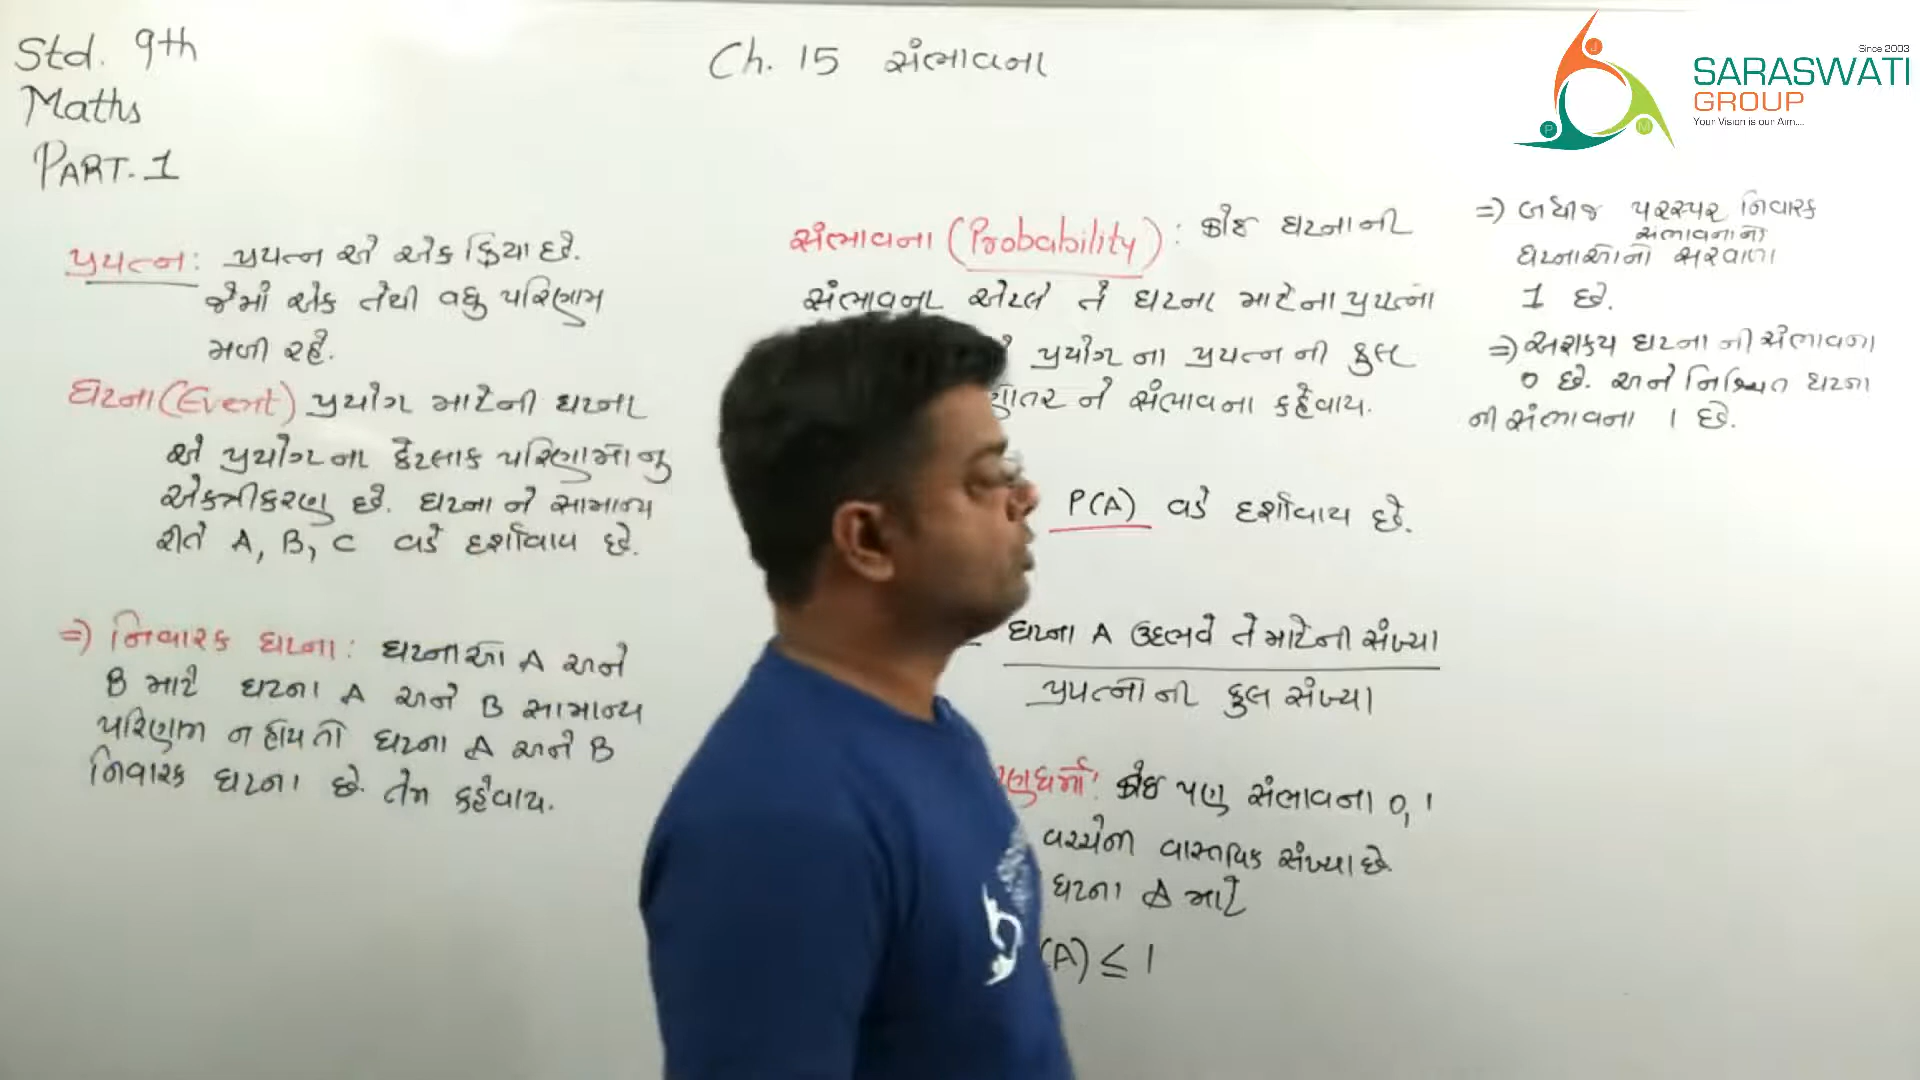 Std. 9th
Maths
PART. 1
Ch. 15 સંભાવના
Since 2003
SARASWATI
GROUP
Your Vision is our Aim....
J
P
M
પ્રયત્ન : પ્રયત્ન એ એક ક્રિયા છે.
જેમાં એક તેથી વધુ પરિણામ
મળી રહે.
ઘટના (Event) પ્રયોગ માટેની ઘટના
એ પ્રયોગના કેટલાક પરિણામોનુ
એકત્રીકરણ છે. ઘટના ને સામાન્ય
રીતે A, B, C વડે દર્શાવાય છે.
=) નિવારક ઘટના : ઘટનાઓ A અને
B માટે ઘટના A અને B સામાન્ય
પરિણામ ન હોય તો ઘટના A અને B
નિવારક ઘટના છે. તેમ કહેવાય.
સંભાવના (Probability) : કોઇ ઘટના ની
સંભાવના એટલે તે ઘટના માટેના પ્રયત્ના
પ્રયોગ ના પ્રયત્ન ની કુલ
ને સંભાવના કહેવાય.
P(A) વડે દર્શાવાય છે.
ઘટના A ઉદ્દભવે તે માટેની સંખ્યા
પ્રયત્નોની કુલ સંખ્યા
કોઇ પણ સંભાવના 0, 1
વચ્ચેની વાસ્તવિક સંખ્યા છે.
ઘટના A માટે
(A) ≤ 1
=) બધીજ પરસ્પર નિવારક
સંભાવનાનો
ઘટનાઓનો સરવાળા
1 છે.
=) અશક્ય ઘટના ની સંભાવના
0 છે. અને નિશ્ચિત ઘટના
ની સંભાવના 1 છે.